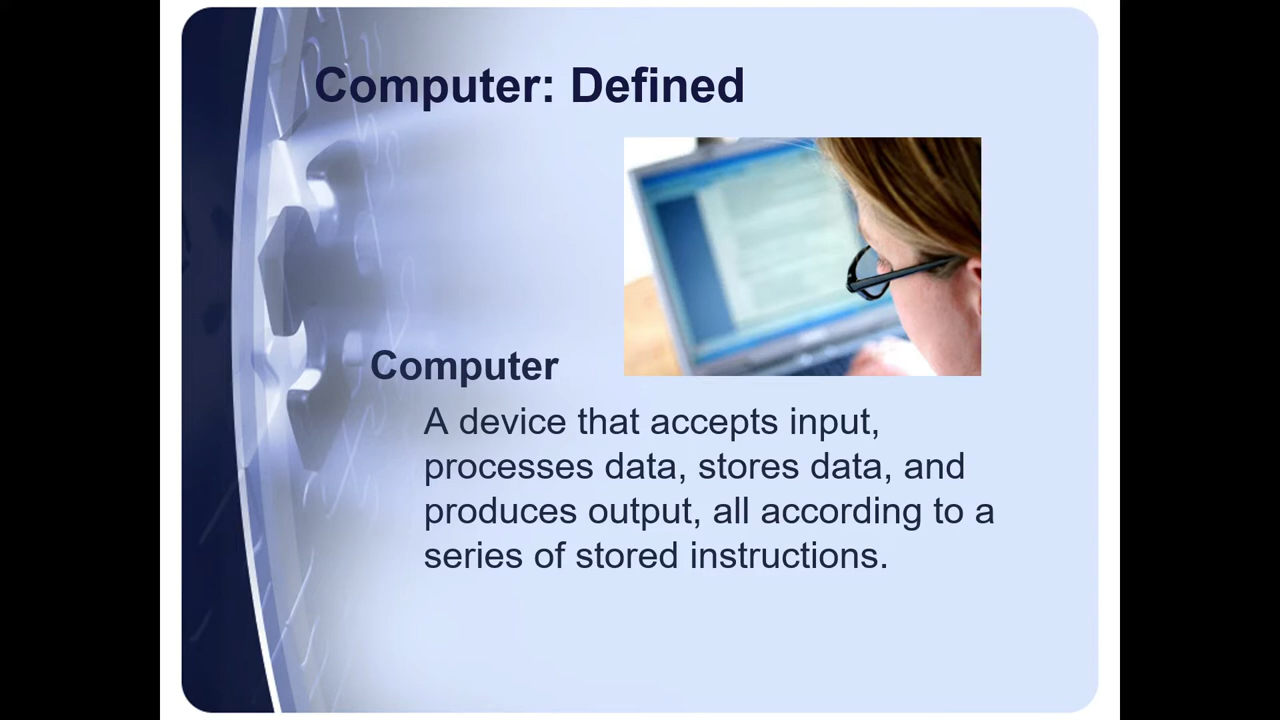 Computer: Defined
Computer
A device that accepts input,
processes data, stores data, and
produces output, all according to a
series of stored instructions.